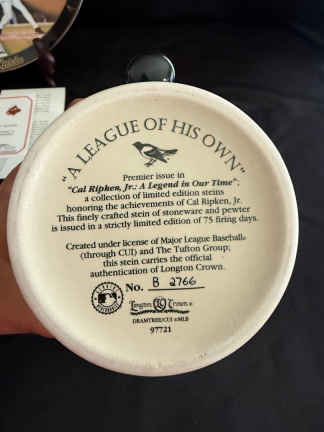 "A LEAGUE OF HIS OWN"
Premier issue in
"Cal Ripken, Jr.: A Legend in Our Time":
a collection of limited edition steins
honoring the achievements of Cal Ripken, Jr.
This finely crafted stein of stoneware and pewter
is issued in a strictly limited edition of 75 firing days.
Created under license of Major League Baseball®
(through CUI) and The Tufton Group;
this stein carries the official
authentication of Longton Crown.
No. B 2766
Longton Crown
97721